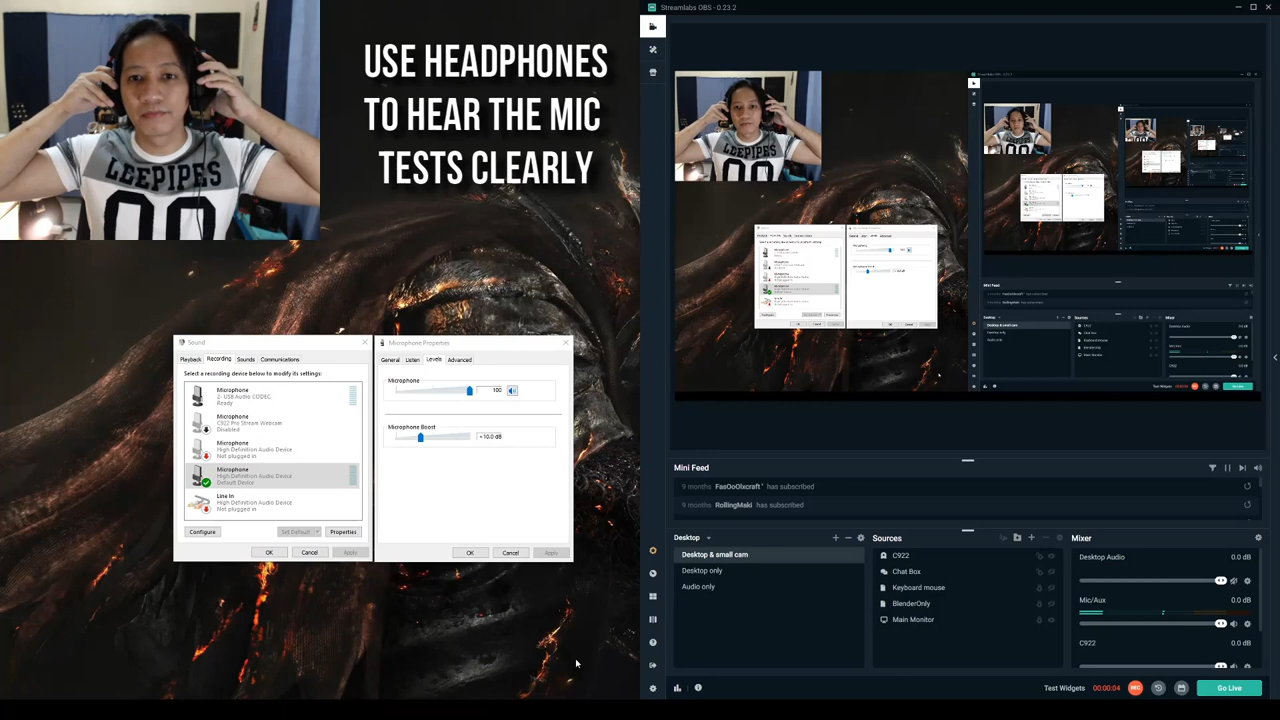 USE HEADPHONES
TO HEAR THE MIC
TESTS CLEARLY
LEEPIPES
00
Sound
Playback Recording Sounds Communications
Select a recording device below to modify its settings:
Microphone
2- USB Audio CODEC
Ready
Microphone
C922 Pro Stream Webcam
Disabled
Microphone
High Definition Audio Device
Not plugged in
Microphone
High Definition Audio Device
Default Device
Line In
High Definition Audio Device
Not plugged in
Configure Set Default Properties
OK Cancel Apply
Microphone Properties
General Listen Levels Advanced
Microphone
100
Microphone Boost
+10.0 dB
OK Cancel Apply
Streamlabs OBS - 0.23.2
Mini Feed
9 months FasOoOlxcraft* has subscribed
9 months RollingMaki has subscribed
Desktop
Desktop & small cam
Desktop only
Audio only
Sources
C922
Chat Box
Keyboard mouse
BlenderOnly
Main Monitor
Mixer
Desktop Audio 0.0 dB
Mic/Aux 0.0 dB
C922 0.0 dB
Test Widgets 00:00:04 REC Go Live